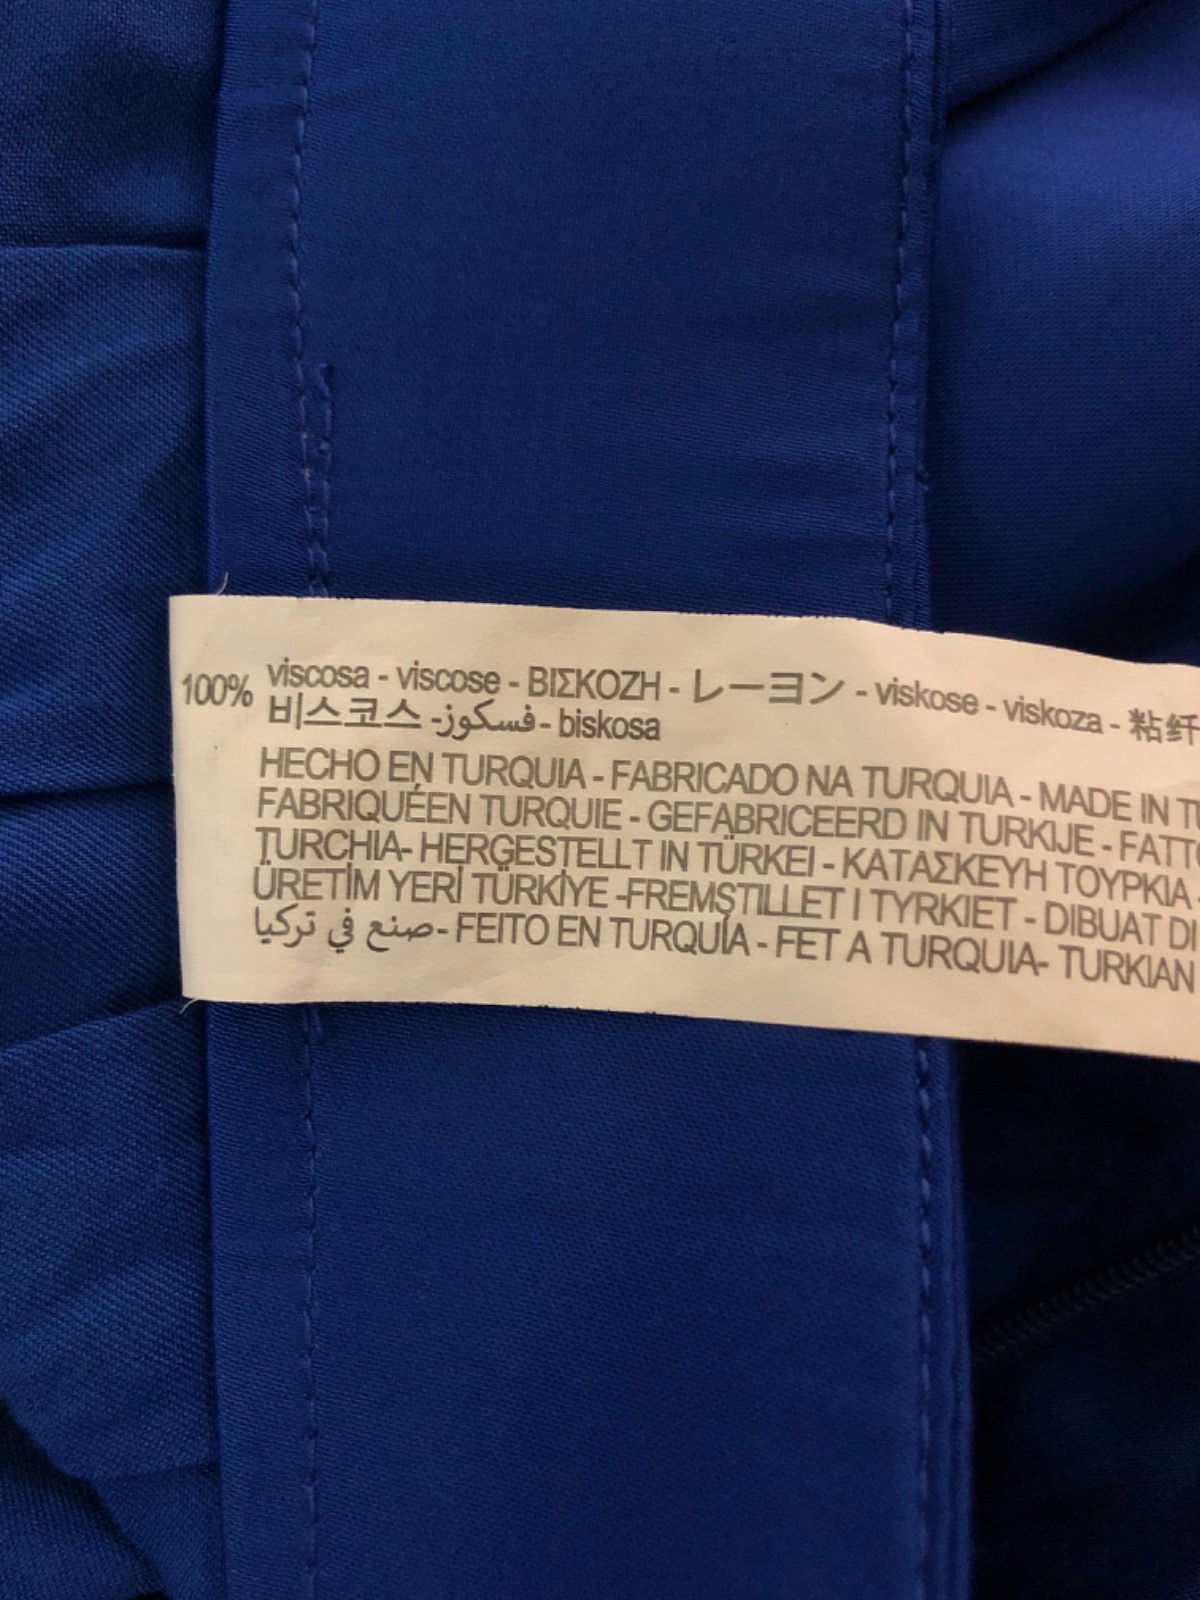 100% viscosa - viscose - ΒΙΣΚΟΖΗ - レーヨン - viskose - viskoza - 粘纤
비스코스 - فسكوز - biskosa
HECHO EN TURQUIA - FABRICADO NA TURQUIA - MADE IN
FABRIQUÉEN TURQUIE - GEFABRICEERD IN TURKIJE -
TURCHIA- HERGESTELLT IN TÜRKEI - ΚΑΤΑΣΚΕΥΗ ΤΟΥΡΚΙΑ -
ÜRETİM YERİ TÜRKİYE -FREMSTILLET I TYRKIET - DIBUAT DI
صنع في تركيا - FEITO EN TURQUÍA - FET A TURQUIA- TURKIAN